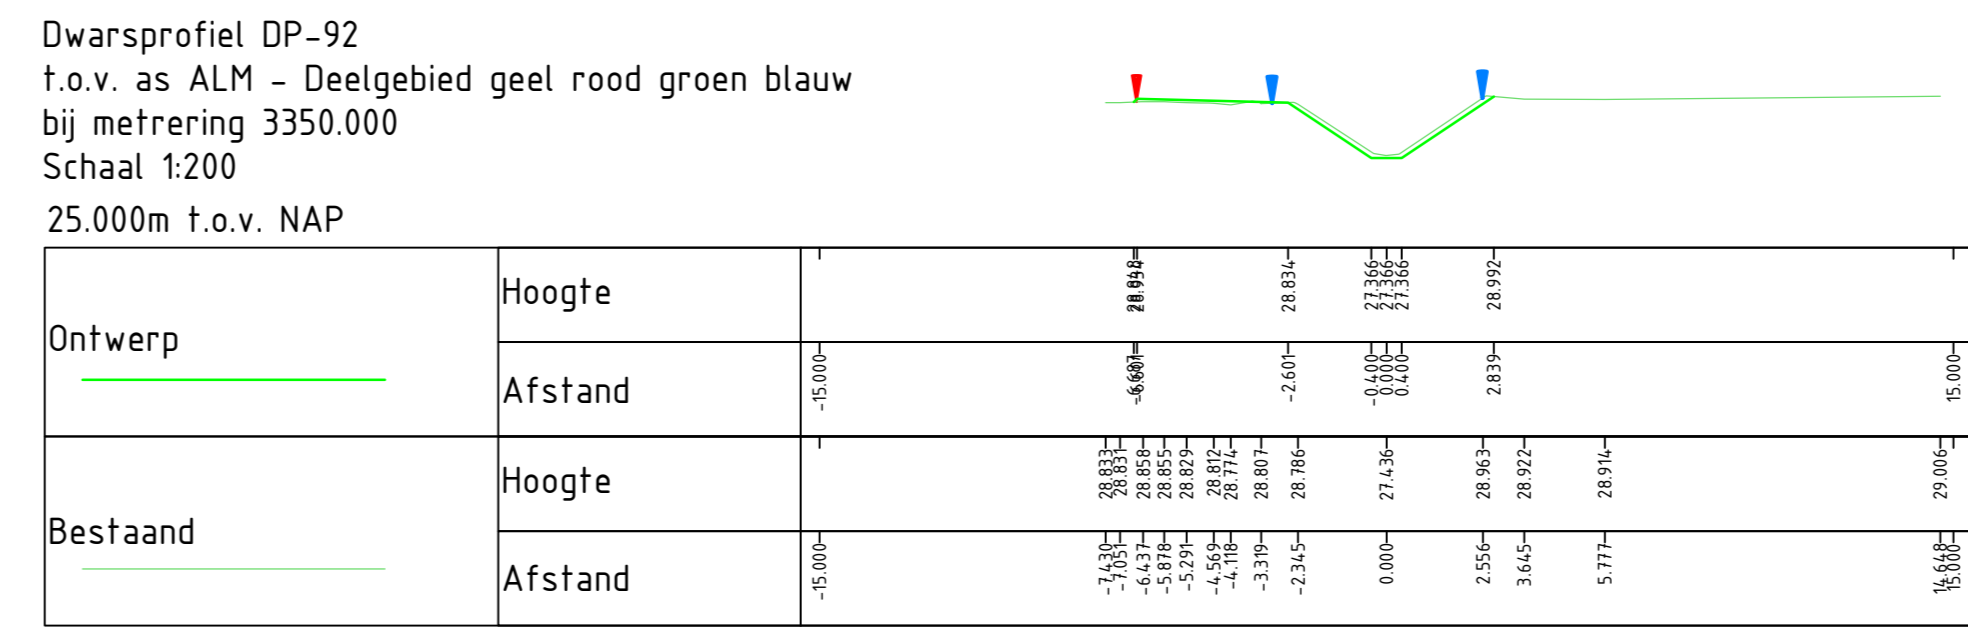 Dwarsprofiel DP-92
t.o.v. as ALM - Deelgebied geel rood groen blauw
bij metrering 3350.000
Schaal 1:200
25.000m t.o.v. NAP
Ontwerp
Hoogte
28.834 27.366 27.366 27.366 28.992
Afstand
-15.000 -2.601 -0.400 0.000 0.400 2.839 15.000
Bestaand
Hoogte
28.833 28.831 28.858 28.855 28.829 28.812 28.774 28.807 28.786 27.436 28.963 28.922 28.914 29.006
Afstand
-15.000 -7.430 -7.051 -6.437 -5.878 -5.291 -4.569 -4.118 -3.319 -2.345 0.000 2.556 3.645 5.777 14.648 15.000